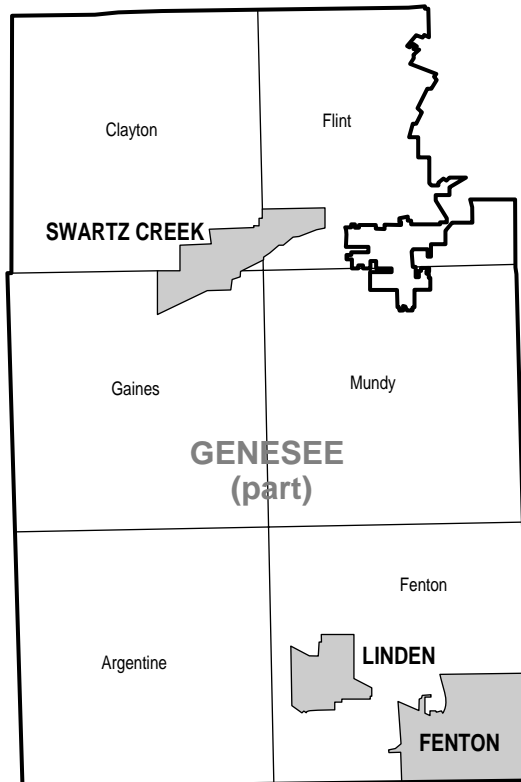 Clayton
Flint
SWARTZ CREEK
Gaines
Mundy
GENESEE
(part)
Fenton
Argentine
LINDEN
FENTON